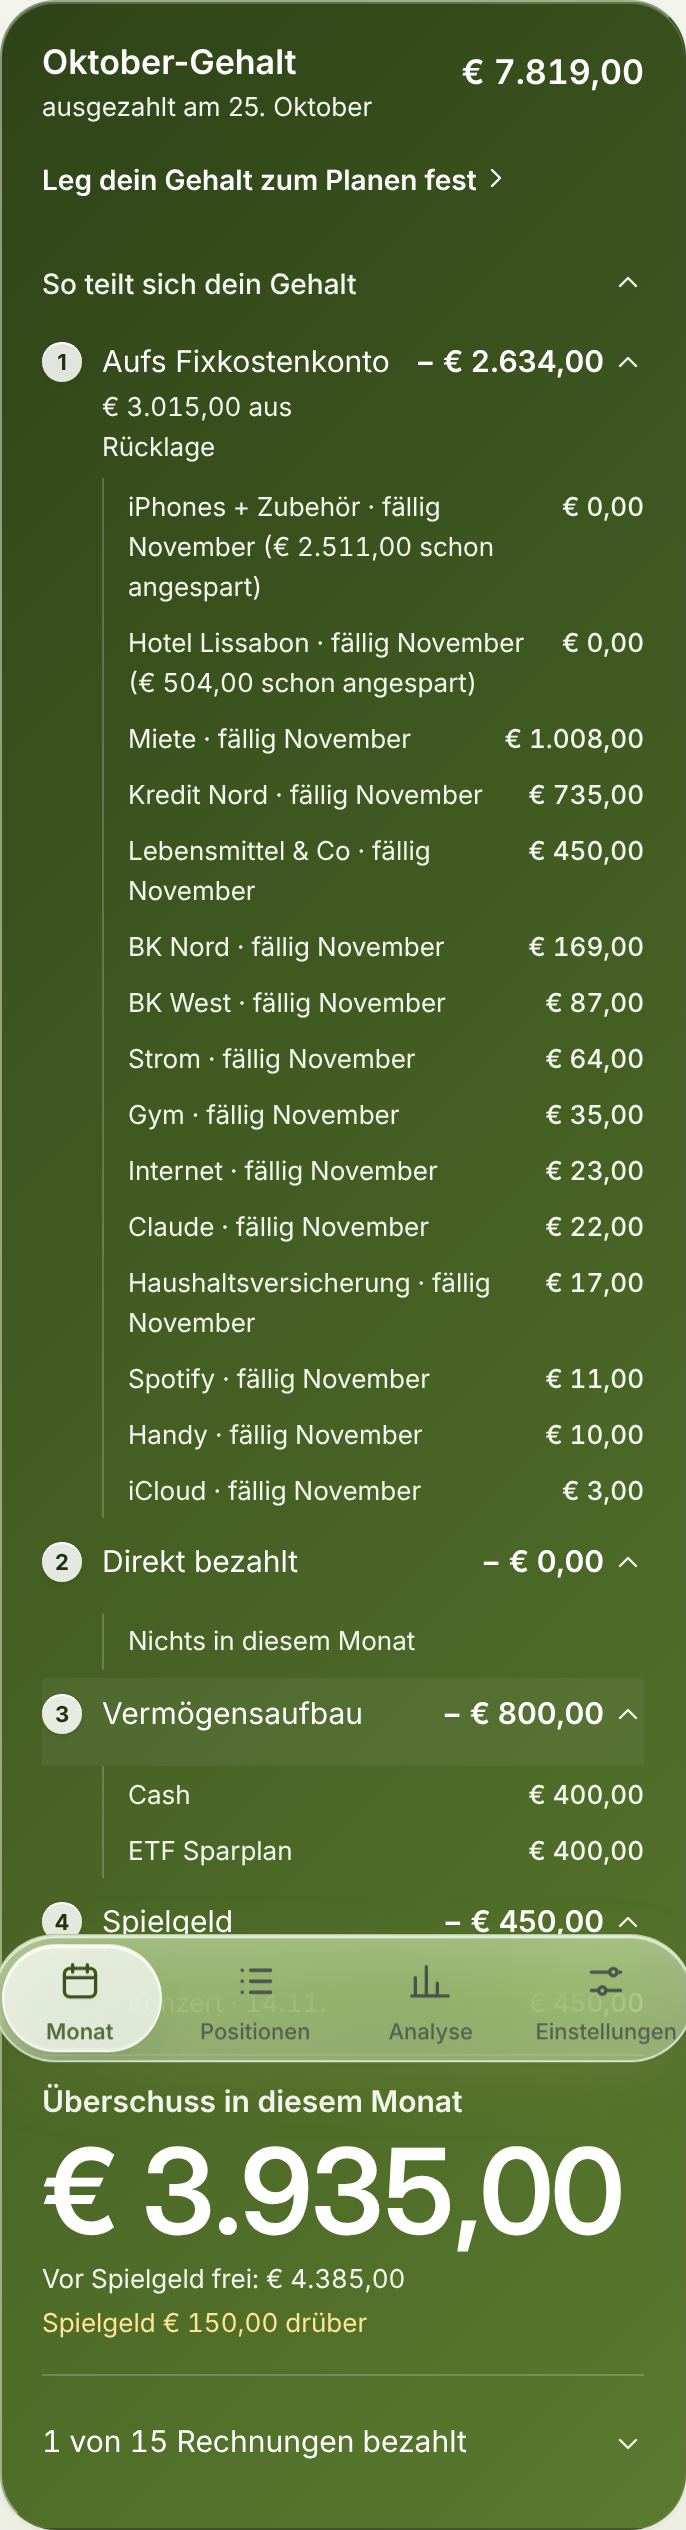 Oktober-Gehalt
€ 7.819,00
ausgezahlt am 25. Oktober
Leg dein Gehalt zum Planen fest
So teilt sich dein Gehalt
1 Aufs Fixkostenkonto – € 2.634,00
€ 3.015,00 aus
Rücklage
iPhones + Zubehör · fällig € 0,00
November (€ 2.511,00 schon
angespart)
Hotel Lissabon · fällig November € 0,00
(€ 504,00 schon angespart)
Miete · fällig November € 1.008,00
Kredit Nord · fällig November € 735,00
Lebensmittel & Co · fällig € 450,00
November
BK Nord · fällig November € 169,00
BK West · fällig November € 87,00
Strom · fällig November € 64,00
Gym · fällig November € 35,00
Internet · fällig November € 23,00
Claude · fällig November € 22,00
Haushaltsversicherung · fällig € 17,00
November
Spotify · fällig November € 11,00
Handy · fällig November € 10,00
iCloud · fällig November € 3,00
2 Direkt bezahlt – € 0,00
Nichts in diesem Monat
3 Vermögensaufbau – € 800,00
Cash € 400,00
ETF Sparplan € 400,00
4 Spielgeld – € 450,00
Konzert · 14.11. € 450,00
Monat Positionen Analyse Einstellungen
Überschuss in diesem Monat
€ 3.935,00
Vor Spielgeld frei: € 4.385,00
Spielgeld € 150,00 drüber
1 von 15 Rechnungen bezahlt